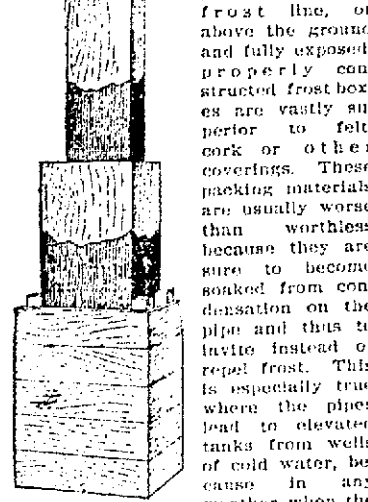 frost line, or
above the ground
and fully exposed
properly con
structed frost box
es are vastly su
perior to felt
cork or other
coverings. These
packing materials
are usually worse
than worthless
because they are
sure to become
soaked from con
densation on the
pipe and thus to
invite instead of
repel frost. This
is especially true
where the pipes
lead to elevated
tanks from wells
of cold water, be
cause in any
weather when the